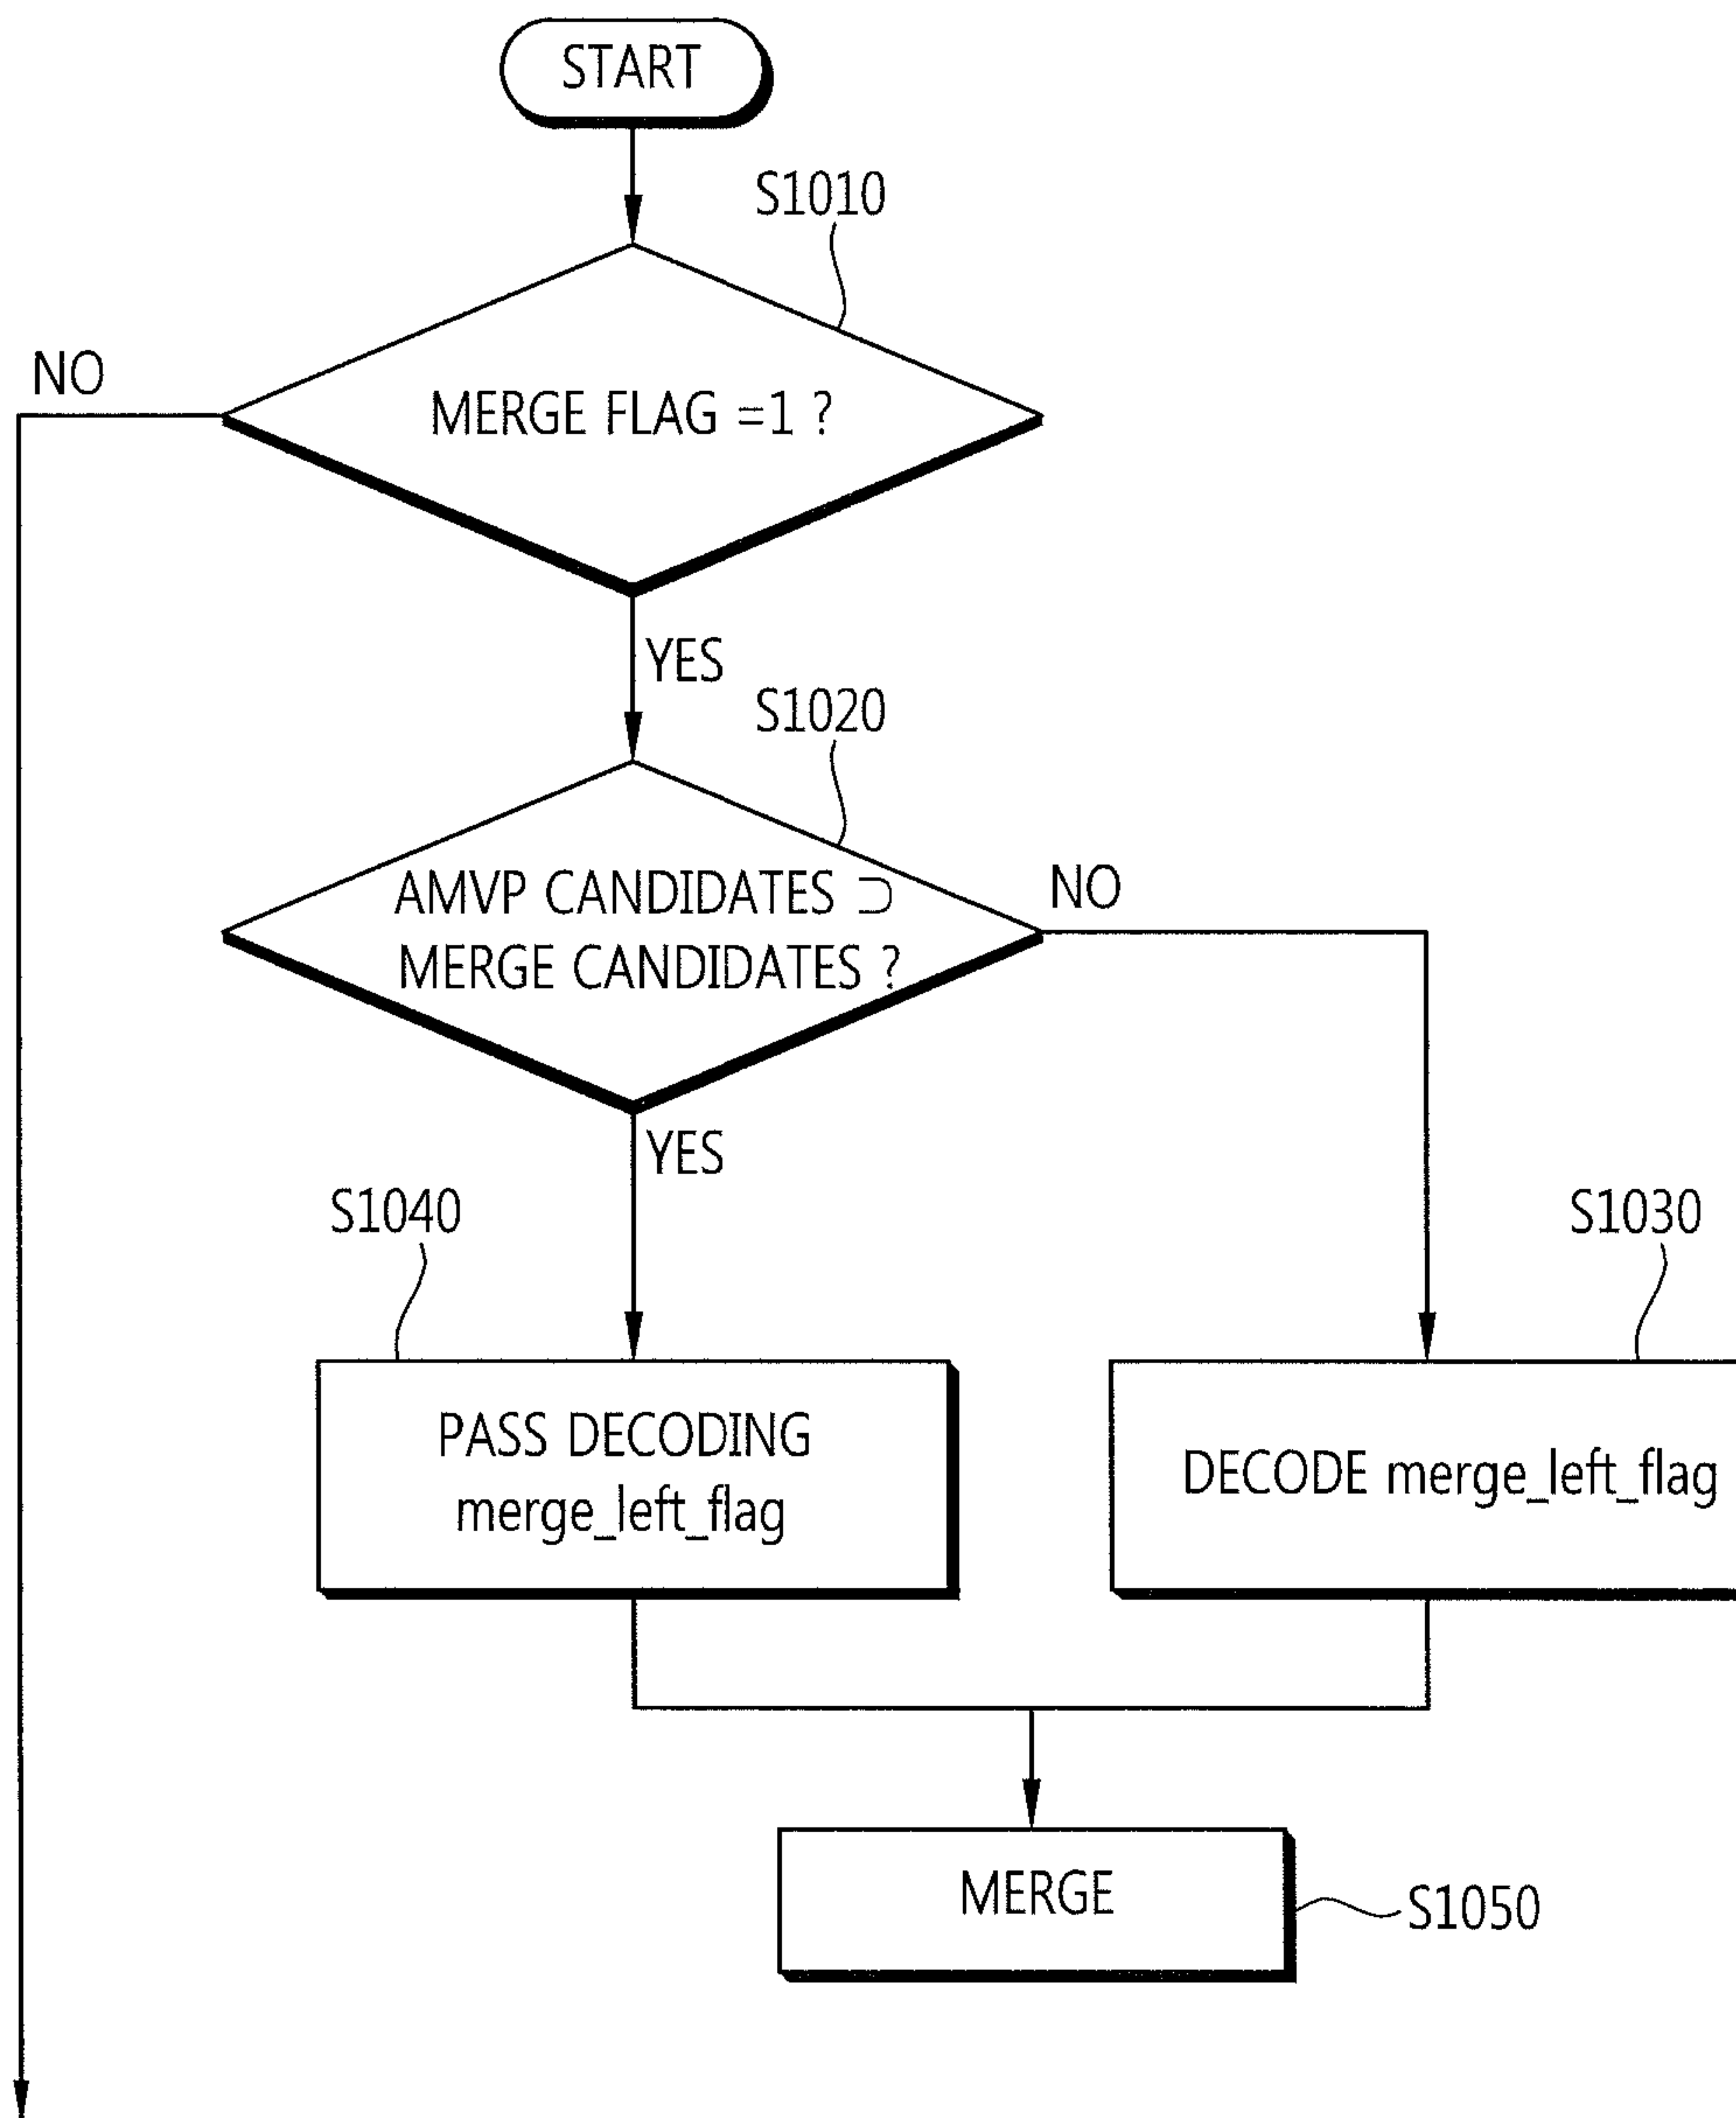 START
S1010
NO
MERGE FLAG =1 ?
YES
S1020
AMVP CANDIDATES ⊃
MERGE CANDIDATES ?
NO
YES
S1040
S1030
PASS DECODING
merge_left_flag
DECODE merge_left_flag
MERGE
S1050